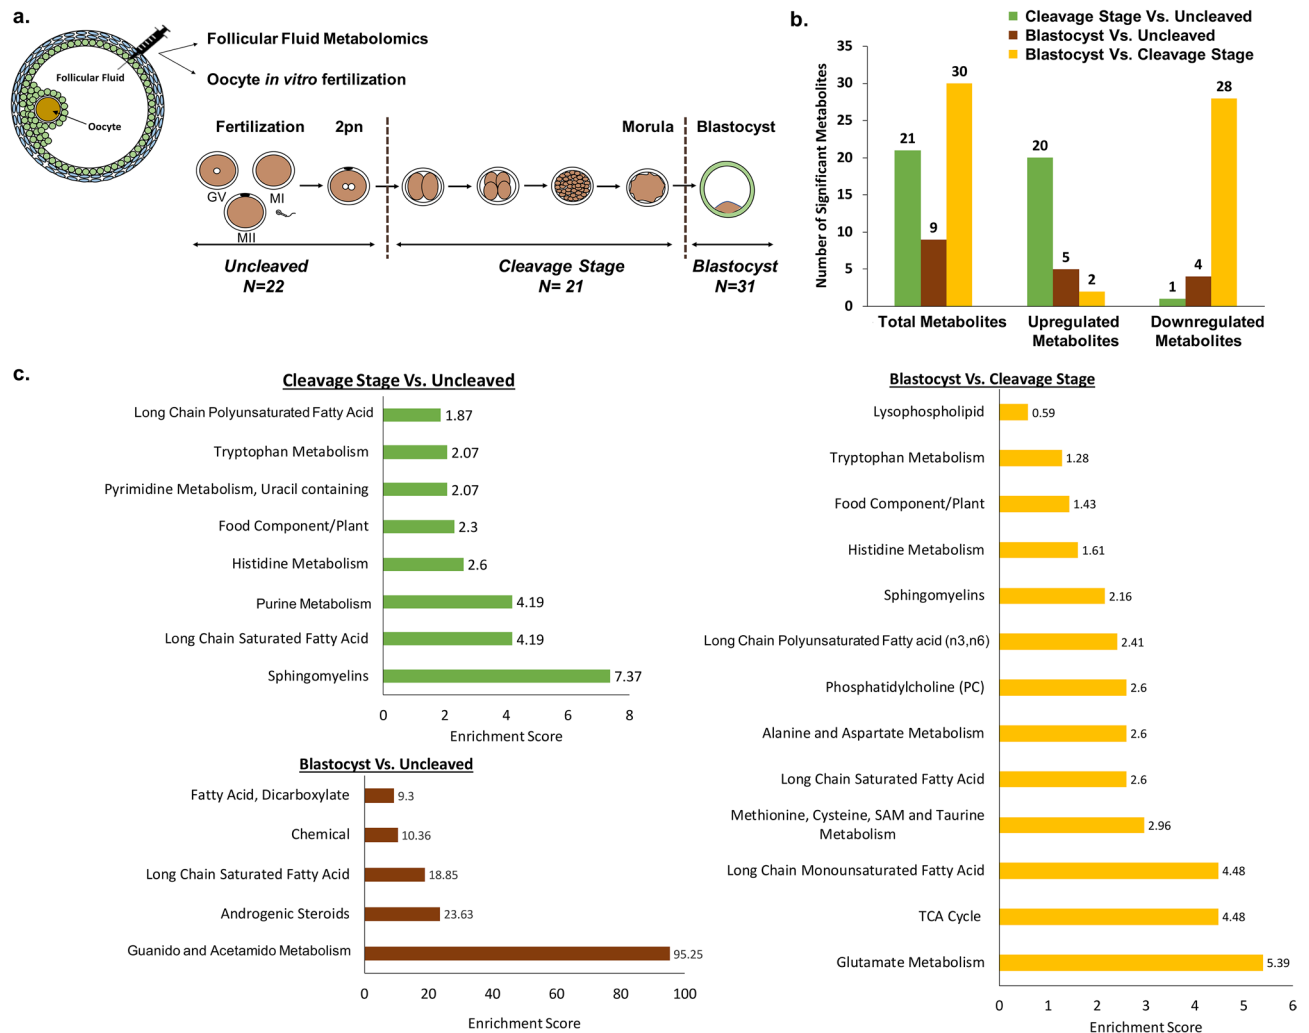 a.
Follicular Fluid Metabolomics
Follicular Fluid
Oocyte in vitro fertilization
Oocyte
Fertilization
2pn
Morula
Blastocyst
GV
MI
MII
Uncleaved
N=22
Cleavage Stage
N= 21
Blastocyst
N=31
b.
Cleavage Stage Vs. Uncleaved
Blastocyst Vs. Uncleaved
Blastocyst Vs. Cleavage Stage
Number of Significant Metabolites
35
30
25
20
15
10
5
0
21
9
30
20
5
2
1
4
28
Total Metabolites
Upregulated
Metabolites
Downregulated
Metabolites
c.
Cleavage Stage Vs. Uncleaved
Long Chain Polyunsaturated Fatty Acid 1.87
Tryptophan Metabolism 2.07
Pyrimidine Metabolism, Uracil containing 2.07
Food Component/Plant 2.3
Histidine Metabolism 2.6
Purine Metabolism 4.19
Long Chain Saturated Fatty Acid 4.19
Sphingomyelins 7.37
0 2 4 6 8
Enrichment Score
Blastocyst Vs. Uncleaved
Fatty Acid, Dicarboxylate 9.3
Chemical 10.36
Long Chain Saturated Fatty Acid 18.85
Androgenic Steroids 23.63
Guanido and Acetamido Metabolism 95.25
0 20 40 60 80 100
Enrichment Score
Blastocyst Vs. Cleavage Stage
Lysophospholipid 0.59
Tryptophan Metabolism 1.28
Food Component/Plant 1.43
Histidine Metabolism 1.61
Sphingomyelins 2.16
Long Chain Polyunsaturated Fatty acid (n3,n6) 2.41
Phosphatidylcholine (PC) 2.6
Alanine and Aspartate Metabolism 2.6
Long Chain Saturated Fatty Acid 2.6
Methionine, Cysteine, SAM and Taurine
Metabolism 2.96
Long Chain Monounsaturated Fatty Acid 4.48
TCA Cycle 4.48
Glutamate Metabolism 5.39
0 1 2 3 4 5 6
Enrichment Score